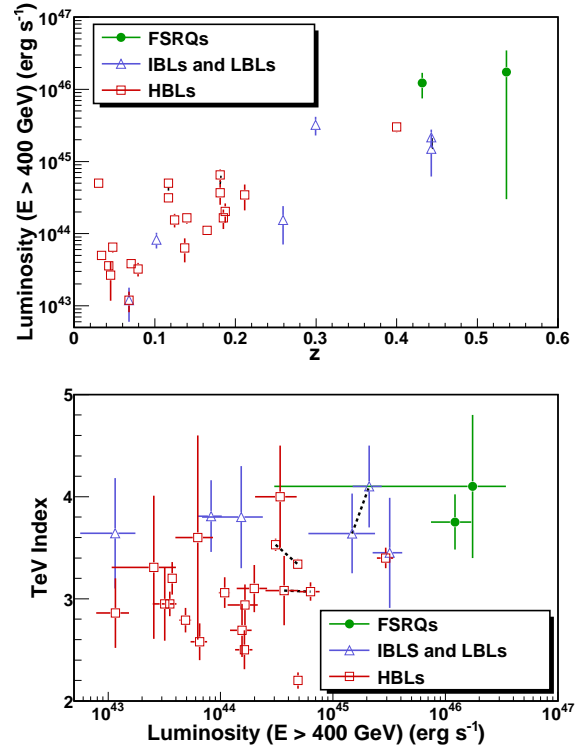 Luminosity (E > 400 GeV) (erg s⁻¹)
10⁴⁷
10⁴⁶
10⁴⁵
10⁴⁴
10⁴³
FSRQs
IBLs and LBLs
HBLs
0 0.1 0.2 0.3 0.4 0.5 0.6
z
TeV Index
5
4
3
2
FSRQs
IBLS and LBLs
HBLs
10⁴³ 10⁴⁴ 10⁴⁵ 10⁴⁶ 10⁴⁷
Luminosity (E > 400 GeV) (erg s⁻¹)